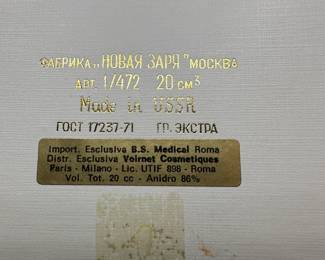 ФАБРИКА „НОВАЯ ЗАРЯ" МОСКВА
АРТ. 1/472 20 см³
Made in USSR
ГОСТ 17237-71 ГР. ЭКСТРА
Import. Esclusiva B.S. Medical Roma
Distr. Esclusiva Voirnet Cosmetiques
Paris - Milano - Lic. UTIF 898 - Roma
Vol. Tot. 20 cc - Anidro 86%